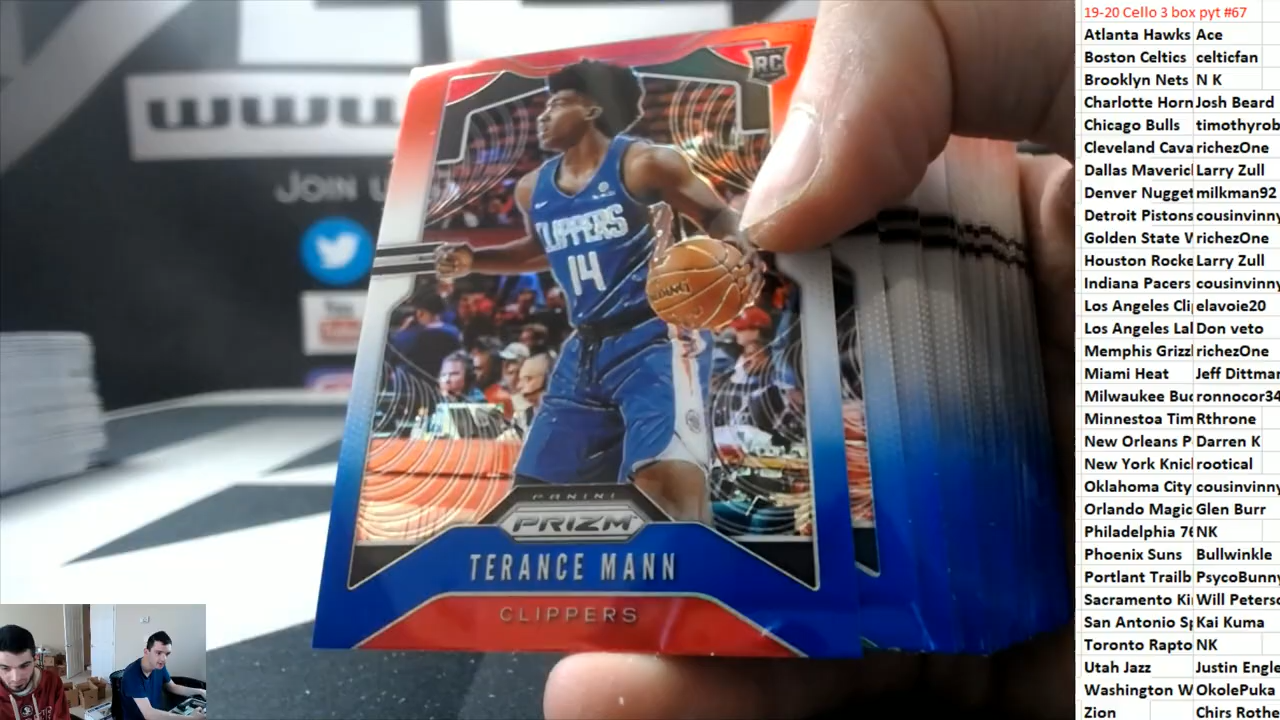 WWW
JOIN U
RC
CLIPPERS
14
PANINI
PRIZM
TERANCE MANN
CLIPPERS
19-20 Cello 3 box pyt #67
Atlanta Hawks Ace
Boston Celtics celticfan
Brooklyn Nets N K
Charlotte Horn Josh Beard
Chicago Bulls timothyrob
Cleveland Cava richezOne
Dallas Maveric Larry Zull
Denver Nugget milkman92
Detroit Pistons cousinvinny
Golden State V richezOne
Houston Rocke Larry Zull
Indiana Pacers cousinvinny
Los Angeles Cli elavoie20
Los Angeles Lal Don veto
Memphis Grizz richezOne
Miami Heat Jeff Dittmar
Milwaukee Buc ronnocor34
Minnestoa Tim Rthrone
New Orleans P Darren K
New York Knic rootical
Oklahoma City cousinvinny
Orlando Magic Glen Burr
Philadelphia 76 NK
Phoenix Suns Bullwinkle
Portlant Trailb PsycoBunny
Sacramento Ki Will Peterso
San Antonio Sp Kai Kuma
Toronto Rapto NK
Utah Jazz Justin Engle
Washington W OkolePuka
Zion Chirs Rothe